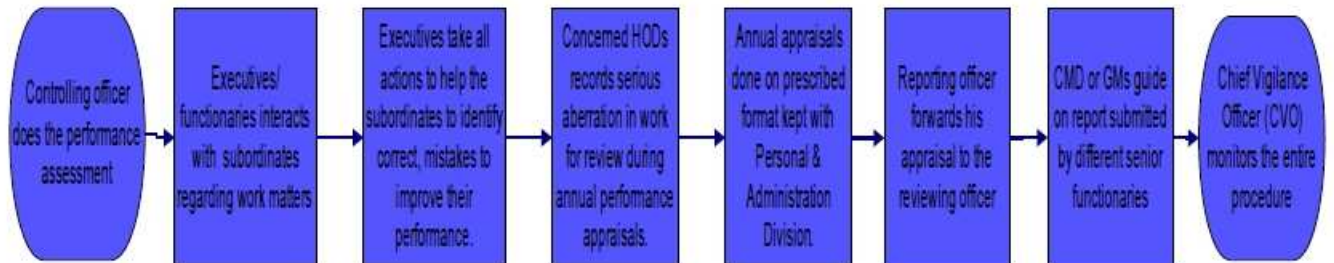 Controlling officer
does the performance
assessment
Executives/
functionaries interacts
with subordinates
regarding work matters
Executives take all
actions to help the
subordinates to identify
correct, mistakes to
improve their
performance.
Concerned HODs
records serious
aberration in work
for review during
annual performance
appraisals.
Annual appraisals
done on prescribed
format kept with
Personal &
Administration
Division.
Reporting officer
forwards his
appraisal to the
reviewing officer
CMD or GMs guide
on report submitted
by different senior
functionaries
Chief Vigilance
Officer (CVO)
monitors the entire
procedure